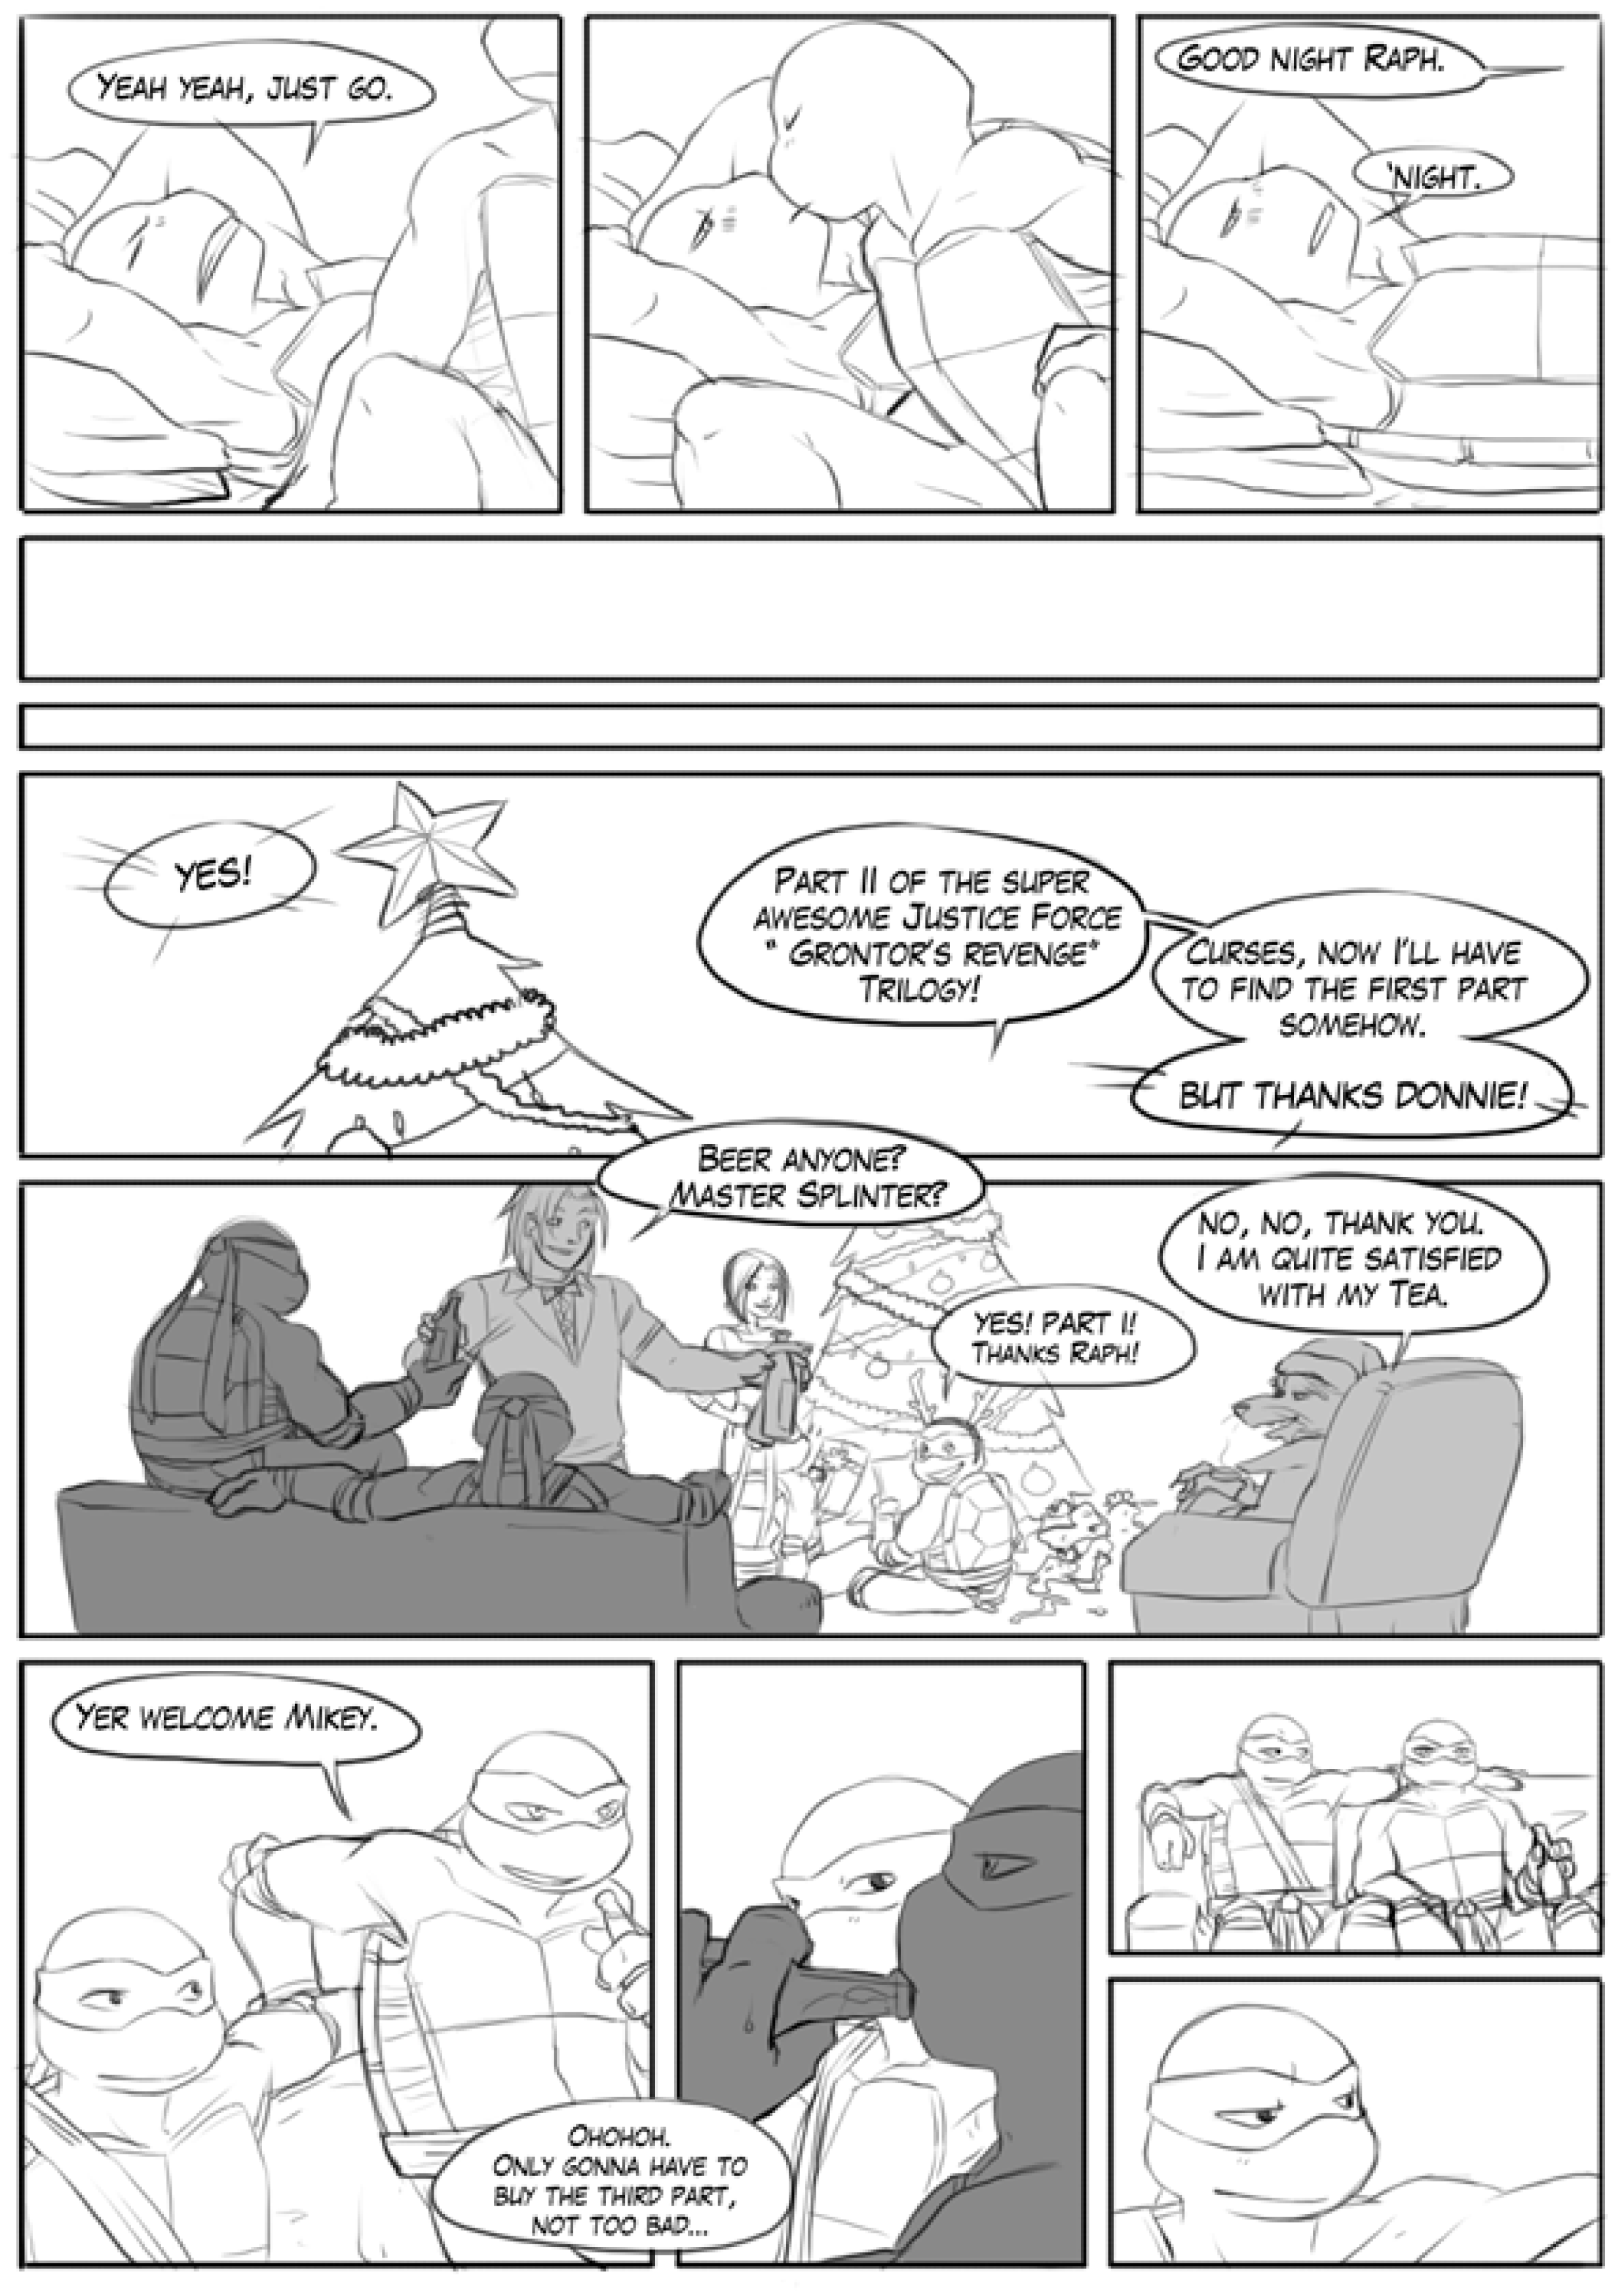 YEAH YEAH, JUST GO.
GOOD NIGHT RAPH.
'NIGHT.
YES!
PART II OF THE SUPER
AWESOME JUSTICE FORCE
" GRONTOR'S REVENGE"
TRILOGY!
CURSES, NOW I'LL HAVE
TO FIND THE FIRST PART
SOMEHOW.
BUT THANKS DONNIE!
BEER ANYONE?
MASTER SPLINTER?
NO, NO, THANK YOU.
I AM QUITE SATISFIED
WITH MY TEA.
YES! PART I!
THANKS RAPH!
YER WELCOME MIKEY.
OHOHOH.
ONLY GONNA HAVE TO
BUY THE THIRD PART,
NOT TOO BAD...